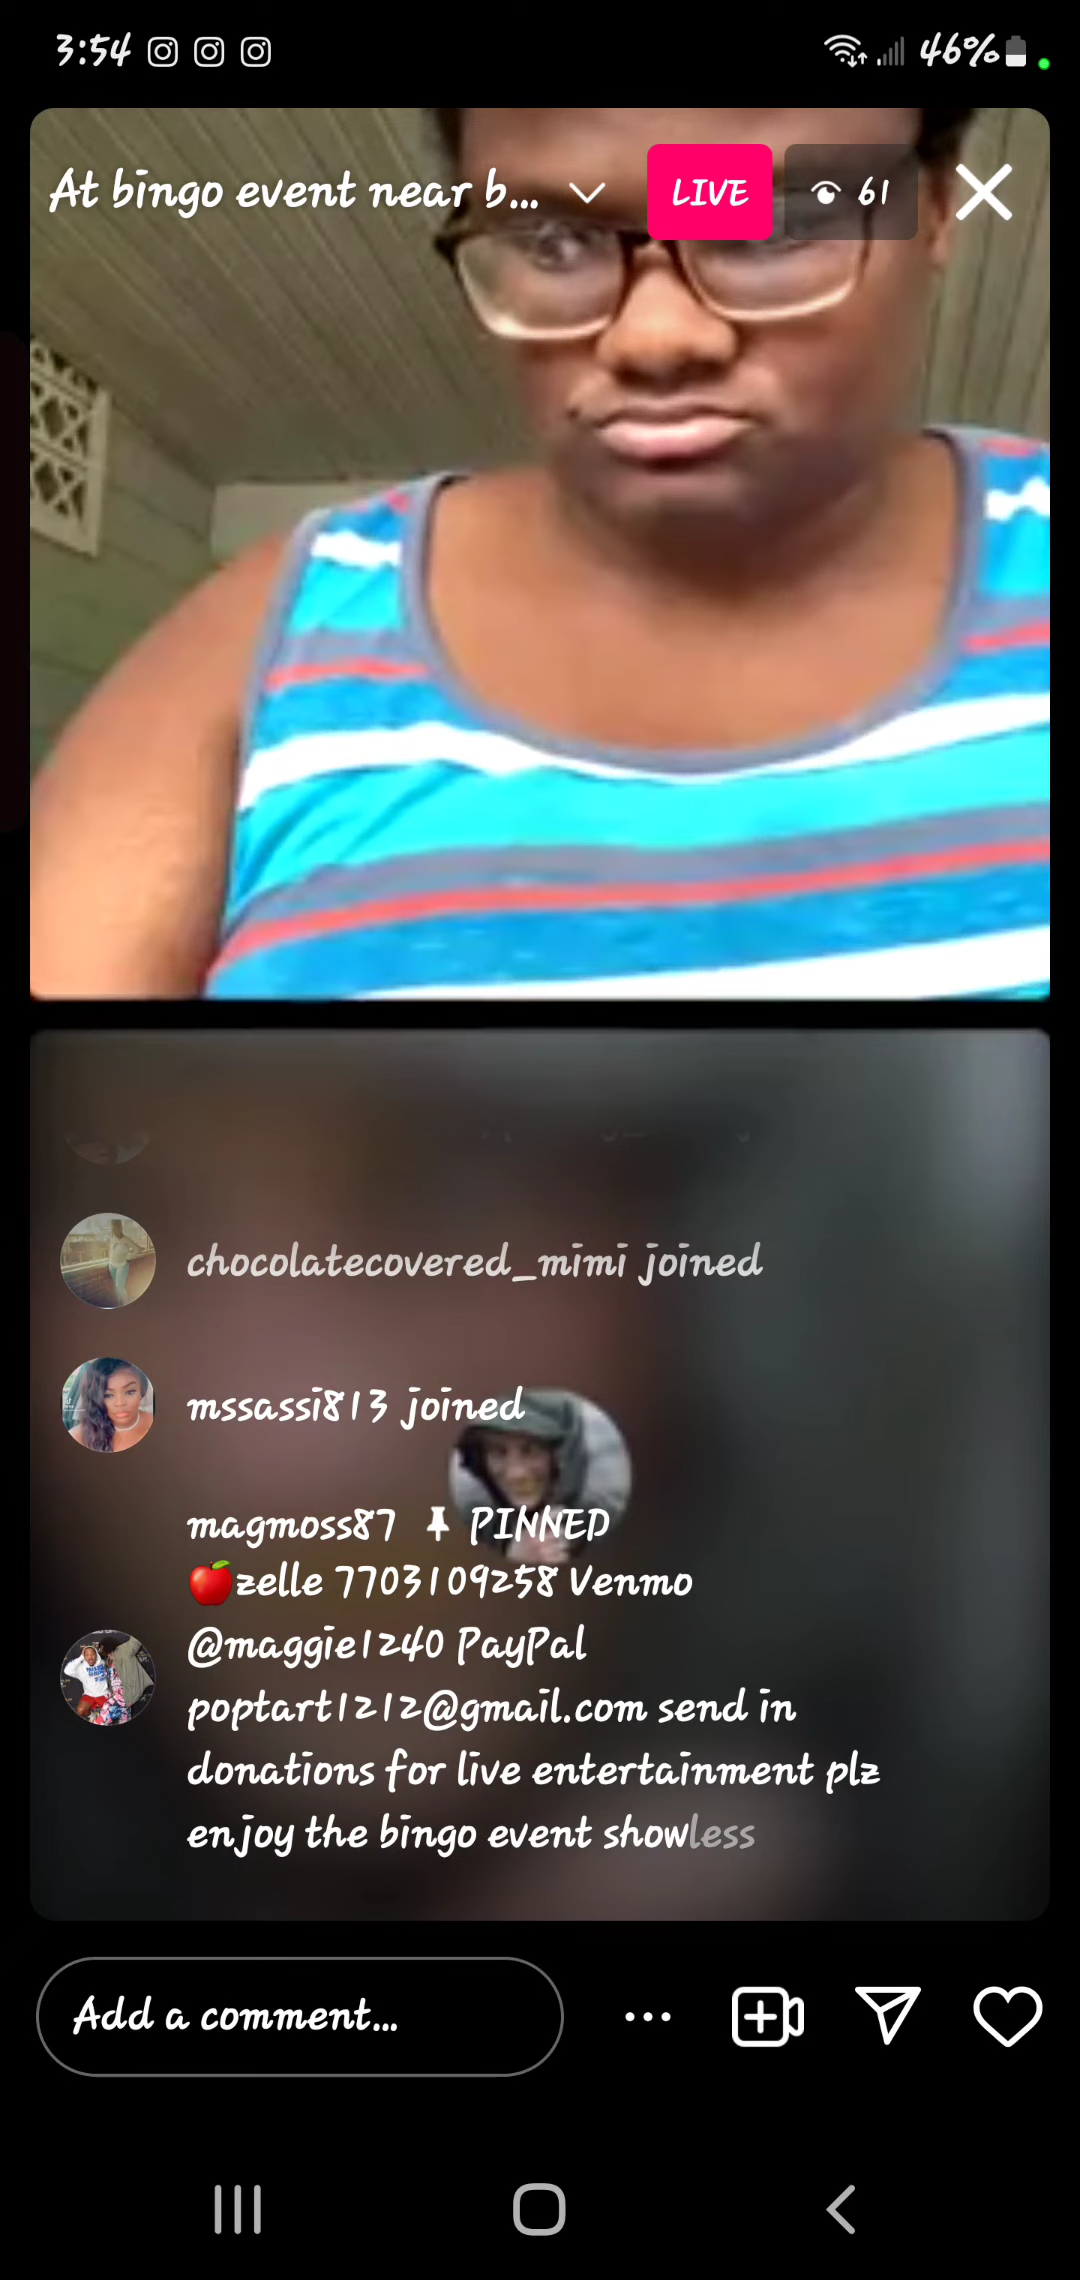 3:54 46%
At bingo event near b... LIVE 61
chocolatecovered_mimi joined
mssassi813 joined
magmoss87 PINNED
🍎zelle 7703109258 Venmo
@maggie1240 PayPal
poptart1212@gmail.com send in
donations for live entertainment plz
enjoy the bingo event showless
Add a comment...